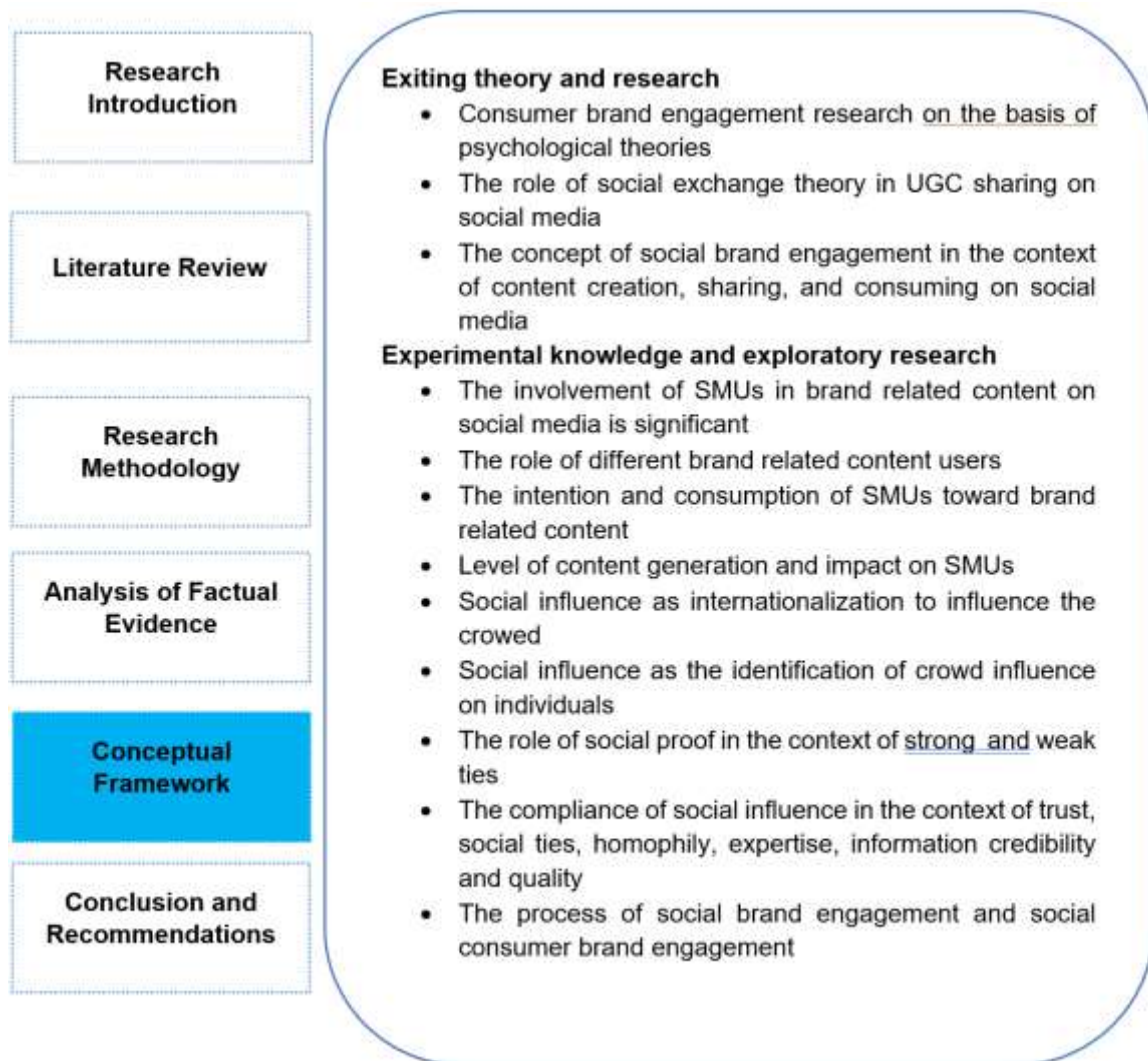 Research
Introduction
Literature Review
Research
Methodology
Analysis of Factual
Evidence
Conceptual
Framework
Conclusion and
Recommendations
Exiting theory and research
• Consumer brand engagement research on the basis of
psychological theories
• The role of social exchange theory in UGC sharing on
social media
• The concept of social brand engagement in the context
of content creation, sharing, and consuming on social
media
Experimental knowledge and exploratory research
• The involvement of SMUs in brand related content on
social media is significant
• The role of different brand related content users
• The intention and consumption of SMUs toward brand
related content
• Level of content generation and impact on SMUs
• Social influence as internationalization to influence the
crowed
• Social influence as the identification of crowd influence
on individuals
• The role of social proof in the context of strong and weak
ties
• The compliance of social influence in the context of trust,
social ties, homophily, expertise, information credibility
and quality
• The process of social brand engagement and social
consumer brand engagement